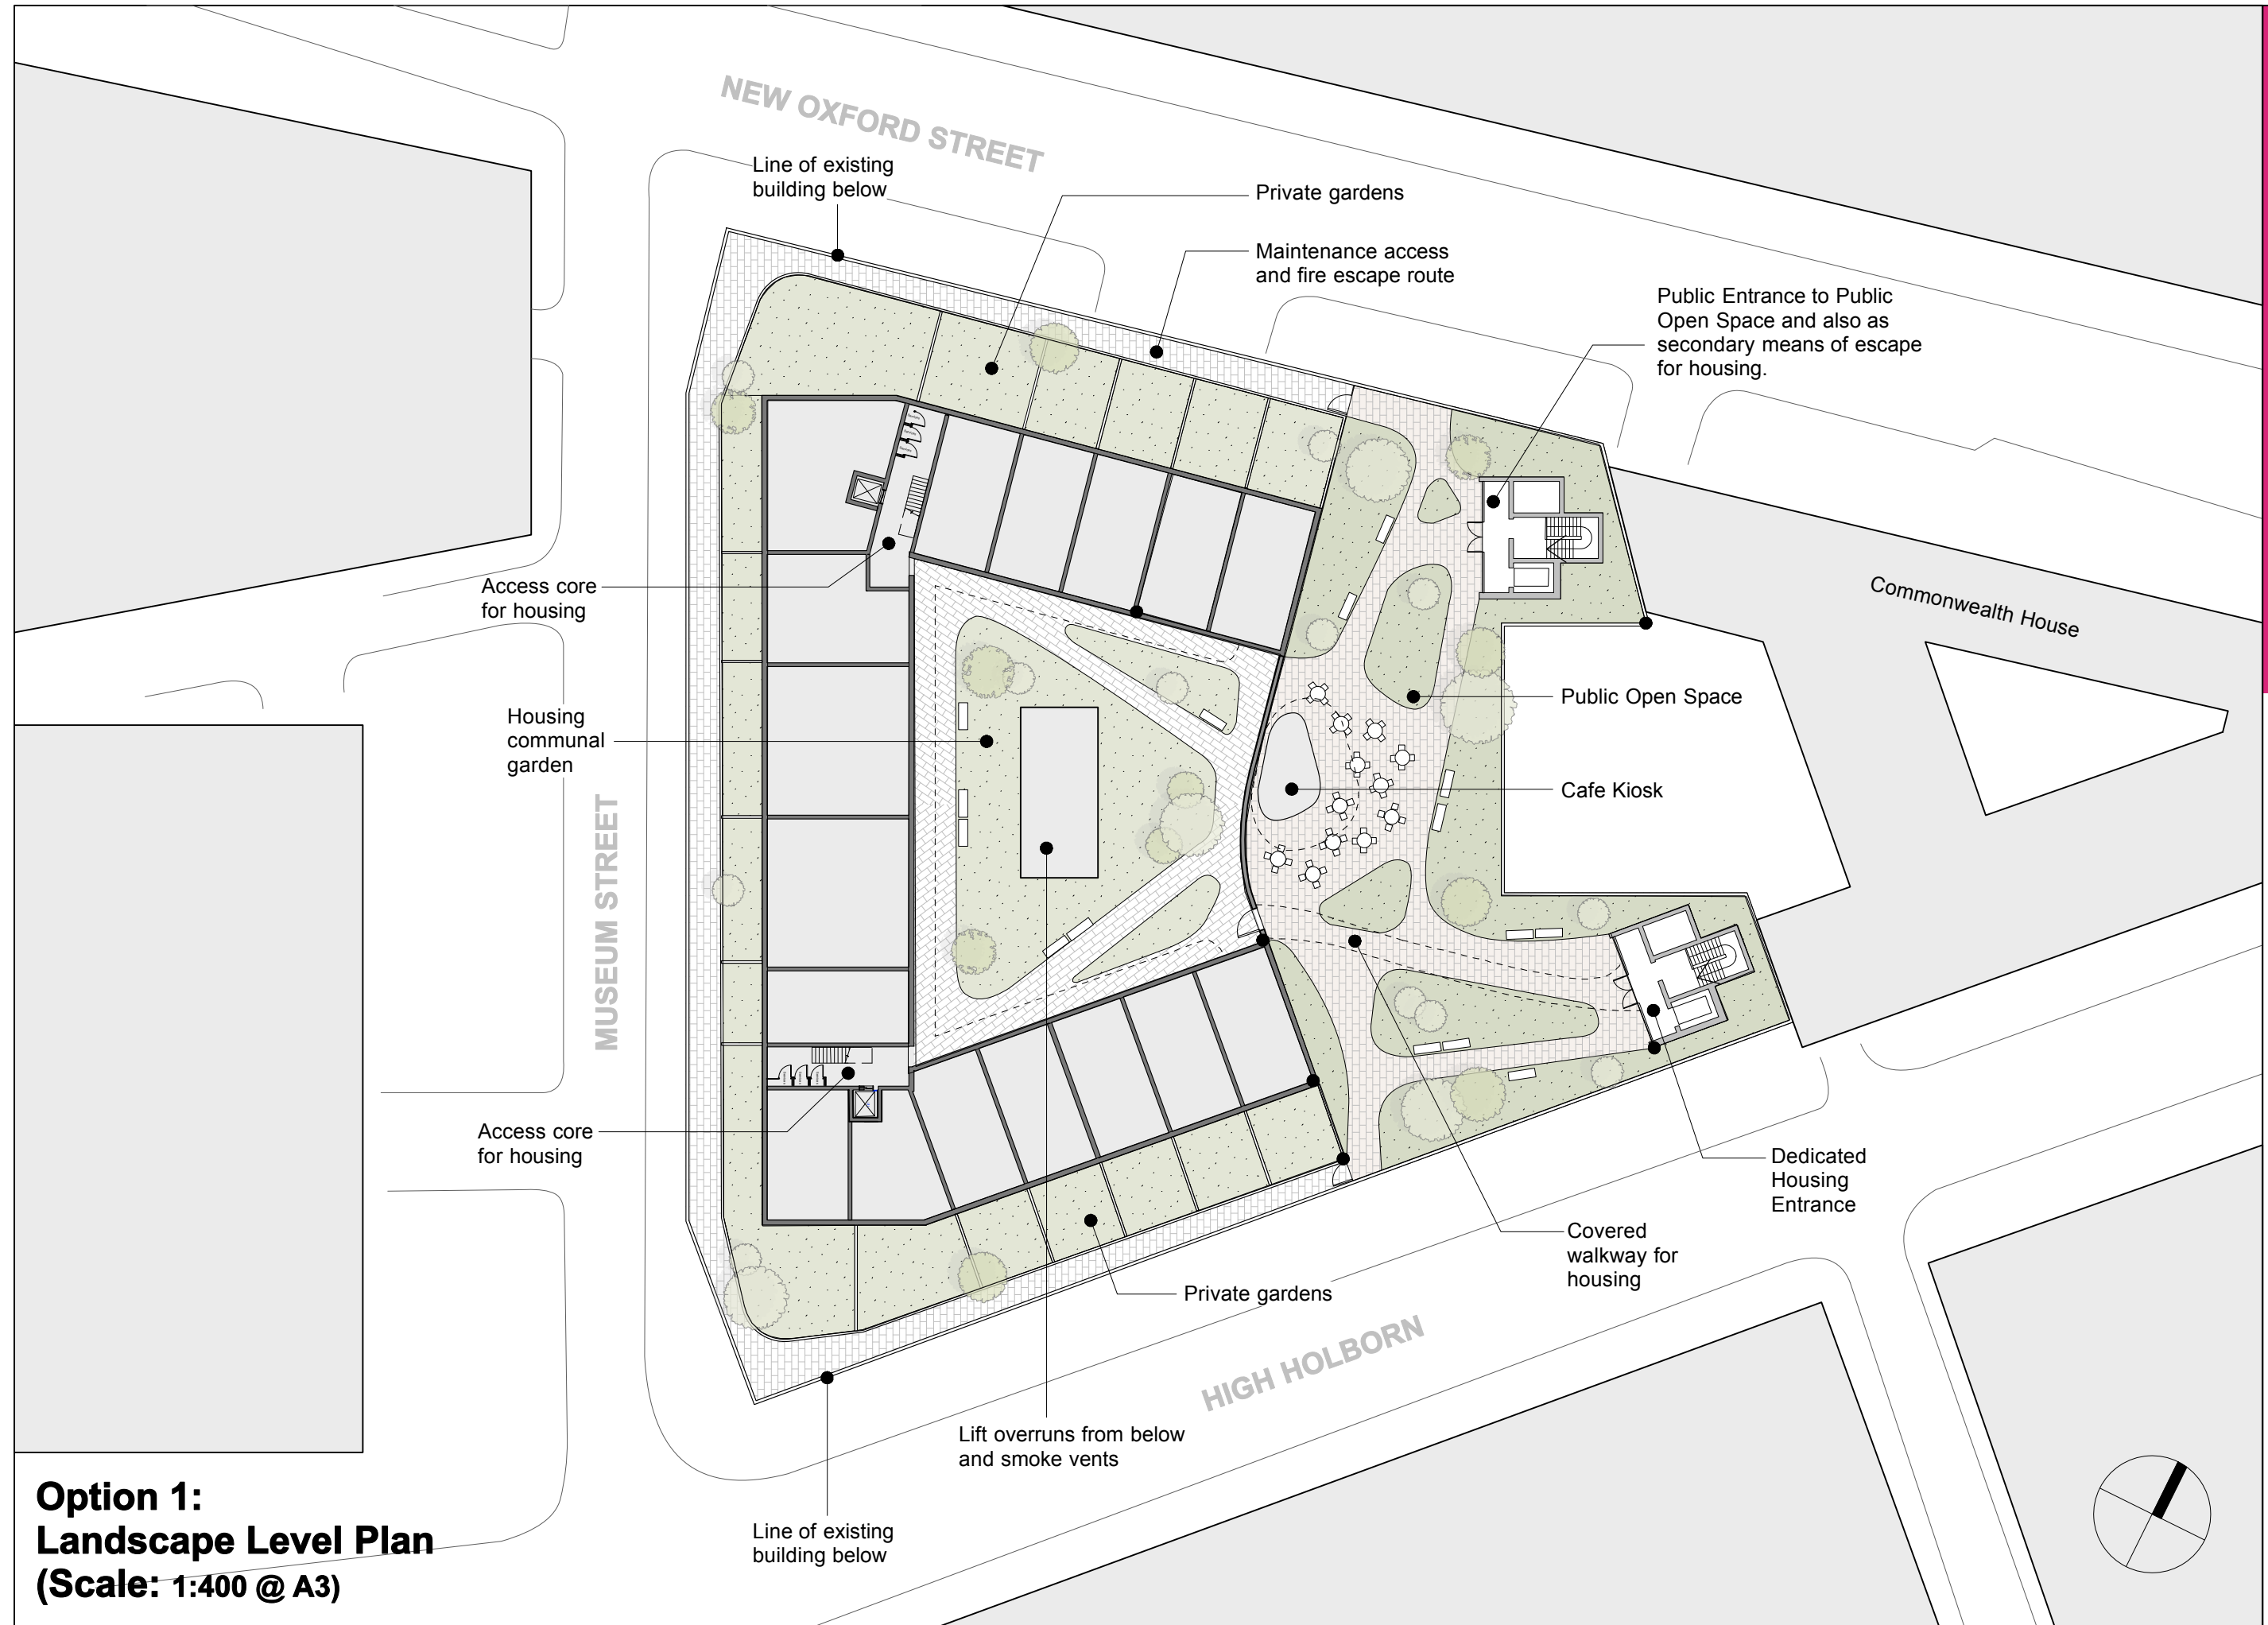 NEW OXFORD STREET
Line of existing
building below
Private gardens
Maintenance access
and fire escape route
Public Entrance to Public
Open Space and also as
secondary means of escape
for housing.
Access core
for housing
Commonwealth House
Housing
communal
garden
Public Open Space
Cafe Kiosk
MUSEUM STREET
Access core
for housing
Dedicated
Housing
Entrance
Covered
walkway for
housing
Private gardens
HIGH HOLBORN
Lift overruns from below
and smoke vents
Line of existing
building below
Option 1:
Landscape Level Plan
(Scale: 1:400 @ A3)